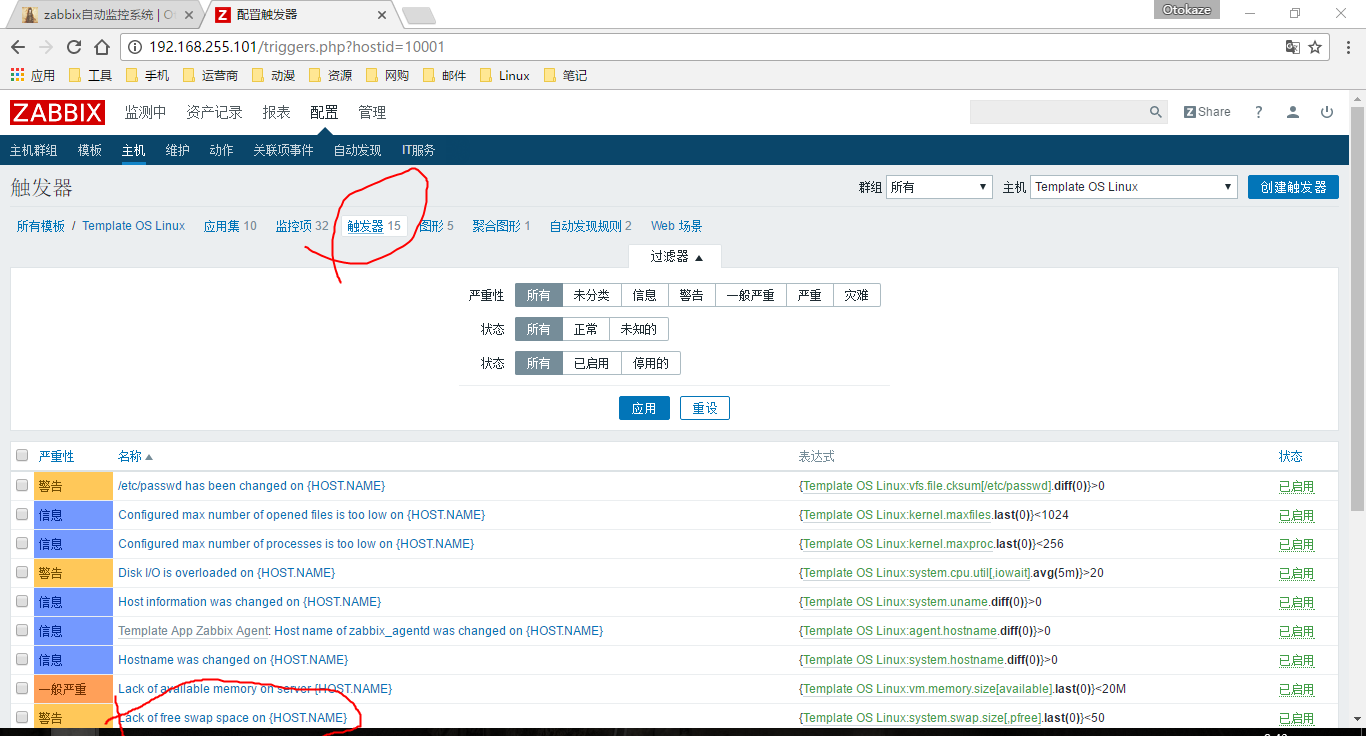 zabbix自动监控系统 | O
配置触发器
Otokaze
192.168.255.101/triggers.php?hostid=10001
应用 工具 手机 运营商 动漫 资源 网购 邮件 Linux 笔记
ZABBIX 监测中 资产记录 报表 配置 管理 Z Share ?
主机群组 模板 主机 维护 动作 关联项事件 自动发现 IT服务
触发器 群组 所有 主机 Template OS Linux 创建触发器
所有模板 / Template OS Linux 应用集 10 监控项 32 触发器 15 图形 5 聚合图形 1 自动发现规则 2 Web 场景
过滤器
严重性 所有 未分类 信息 警告 一般严重 严重 灾难
状态 所有 正常 未知的
状态 所有 已启用 停用的
应用 重设
严重性 名称 表达式 状态
警告 /etc/passwd has been changed on {HOST.NAME} {Template OS Linux:vfs.file.cksum[/etc/passwd].diff(0)}>0 已启用
信息 Configured max number of opened files is too low on {HOST.NAME} {Template OS Linux:kernel.maxfiles.last(0)}<1024 已启用
信息 Configured max number of processes is too low on {HOST.NAME} {Template OS Linux:kernel.maxproc.last(0)}<256 已启用
警告 Disk I/O is overloaded on {HOST.NAME} {Template OS Linux:system.cpu.util[,iowait].avg(5m)}>20 已启用
信息 Host information was changed on {HOST.NAME} {Template OS Linux:system.uname.diff(0)}>0 已启用
信息 Template App Zabbix Agent: Host name of zabbix_agentd was changed on {HOST.NAME} {Template OS Linux:agent.hostname.diff(0)}>0 已启用
信息 Hostname was changed on {HOST.NAME} {Template OS Linux:system.hostname.diff(0)}>0 已启用
一般严重 Lack of available memory on server {HOST.NAME} {Template OS Linux:vm.memory.size[available].last(0)}<20M 已启用
警告 Lack of free swap space on {HOST.NAME} {Template OS Linux:system.swap.size[,pfree].last(0)}<50 已启用